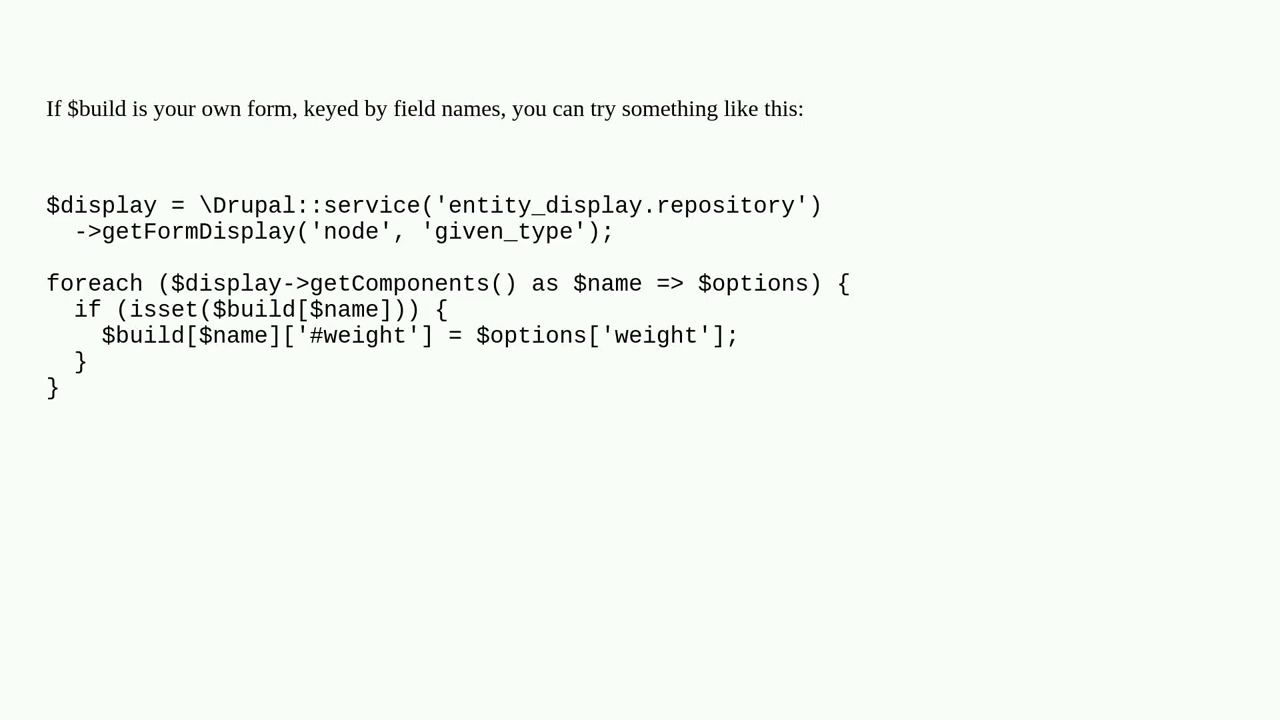 If $build is your own form, keyed by field names, you can try something like this:
$display = \Drupal::service('entity_display.repository')
  ->getFormDisplay('node', 'given_type');
foreach ($display->getComponents() as $name => $options) {
  if (isset($build[$name])) {
    $build[$name]['#weight'] = $options['weight'];
  }
}